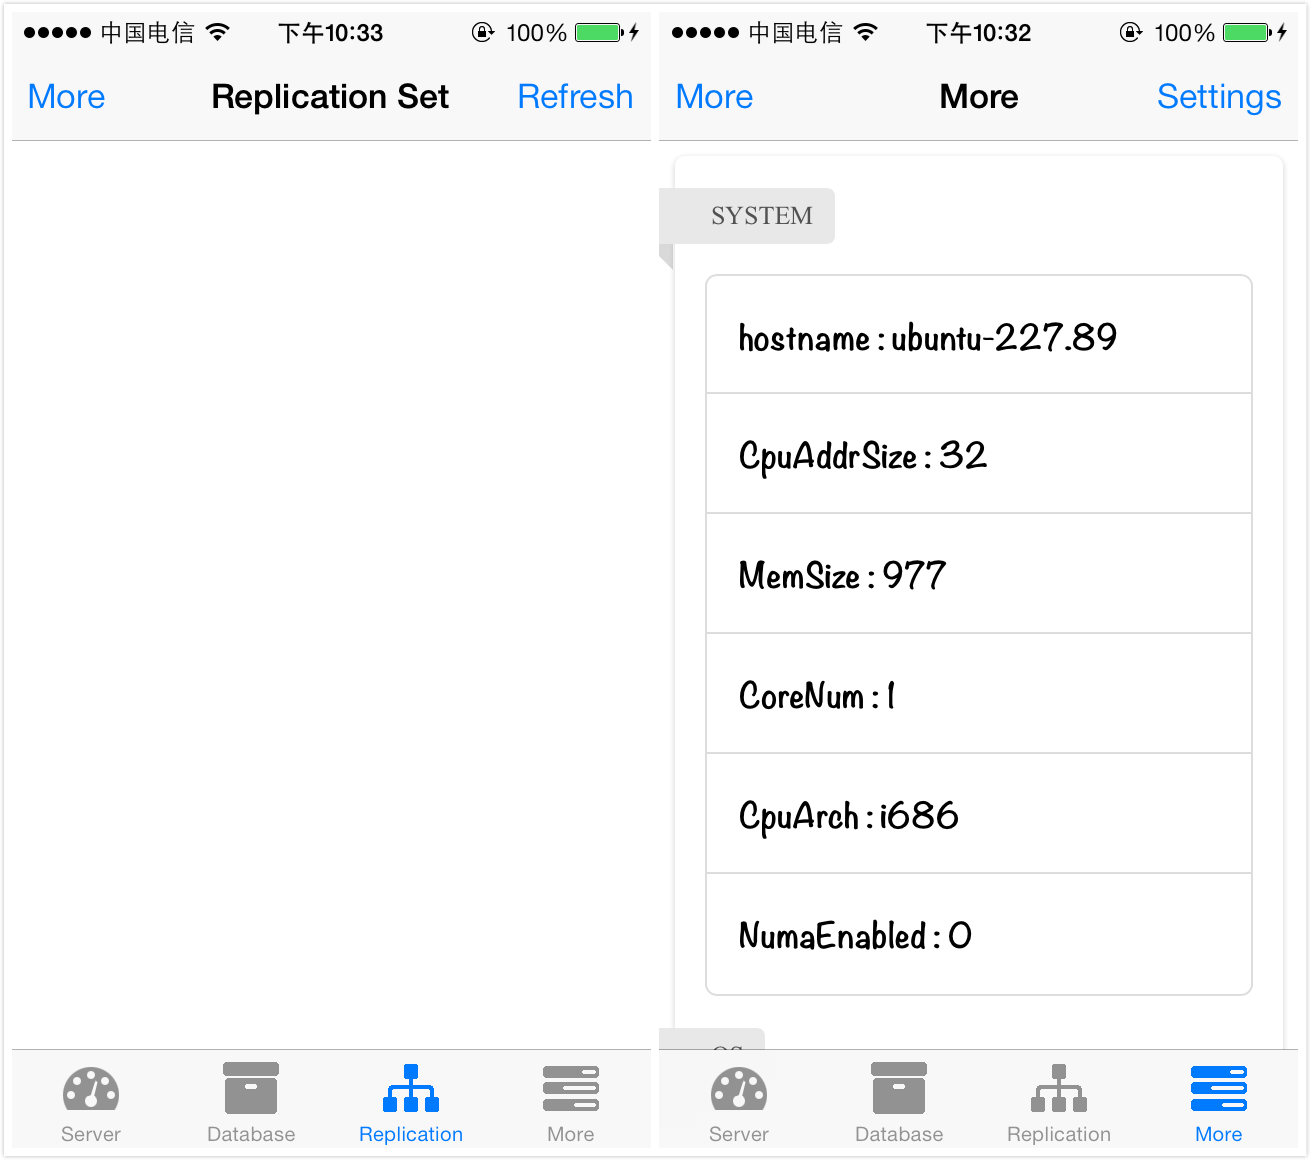 中国电信 下午10:33 100%
More Replication Set Refresh
Server Database Replication More
中国电信 下午10:32 100%
More More Settings
SYSTEM
hostname : ubuntu-227.89
CpuAddrSize : 32
MemSize : 977
CoreNum : 1
CpuArch : i686
NumaEnabled : 0
OS
Server Database Replication More